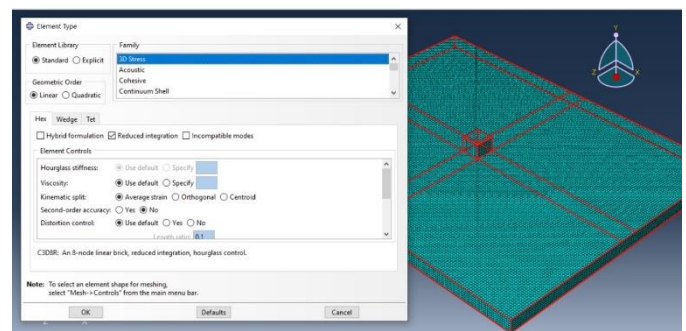 Element Type
Element Library
Standard Explicit
Geometric Order
Linear Quadratic
Family
3D Stress
Acoustic
Cohesive
Continuum Shell
Hex Wedge Tet
Hybrid formulation Reduced integration Incompatible modes
Element Controls
Hourglass stiffness: Use default Specify
Viscosity: Use default Specify
Kinematic split: Average strain Orthogonal Centroid
Second-order accuracy: Yes No
Distortion control: Use default Yes No
Length ratio: 0.1
C3D8R: An 8-node linear brick, reduced integration, hourglass control.
Note: To select an element shape for meshing,
select "Mesh->Controls" from the main menu bar.
OK Defaults Cancel
Y
Z X